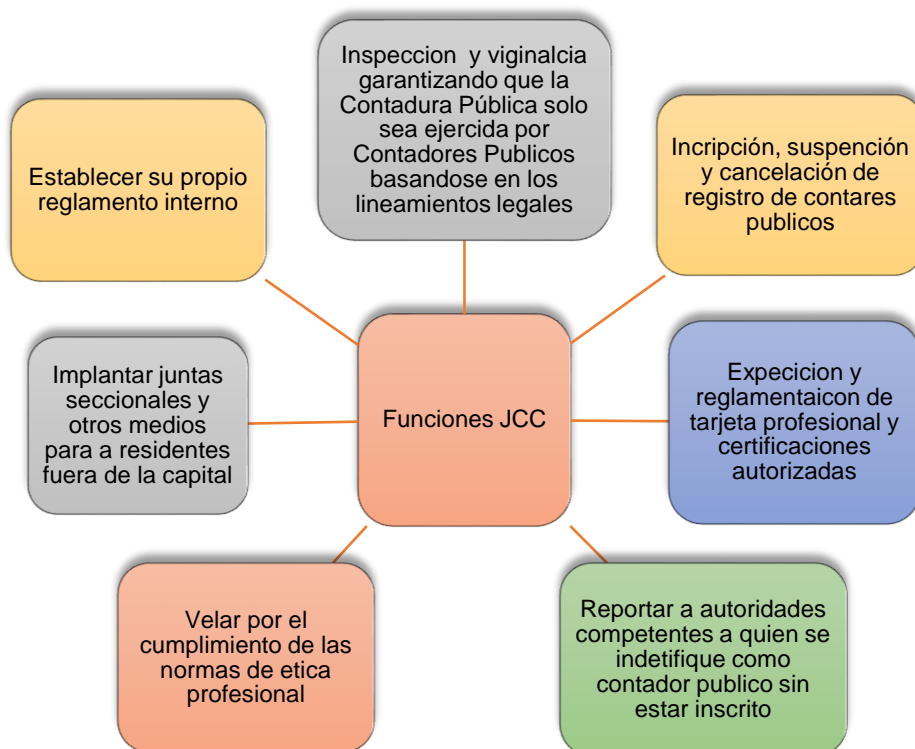 Inspeccion y viginalcia
garantizando que la
Contadura Pública solo
sea ejercida por
Contadores Publicos
basandose en los
lineamientos legales
Establecer su propio
reglamento interno
Incripción, suspención
y cancelación de
registro de contares
publicos
Implantar juntas
seccionales y
otros medios
para a residentes
fuera de la capital
Funciones JCC
Expecicion y
reglamentaicon de
tarjeta profesional y
certificaciones
autorizadas
Velar por el
cumplimiento de las
normas de etica
profesional
Reportar a autoridades
competentes a quien se
indetifique como
contador publico sin
estar inscrito